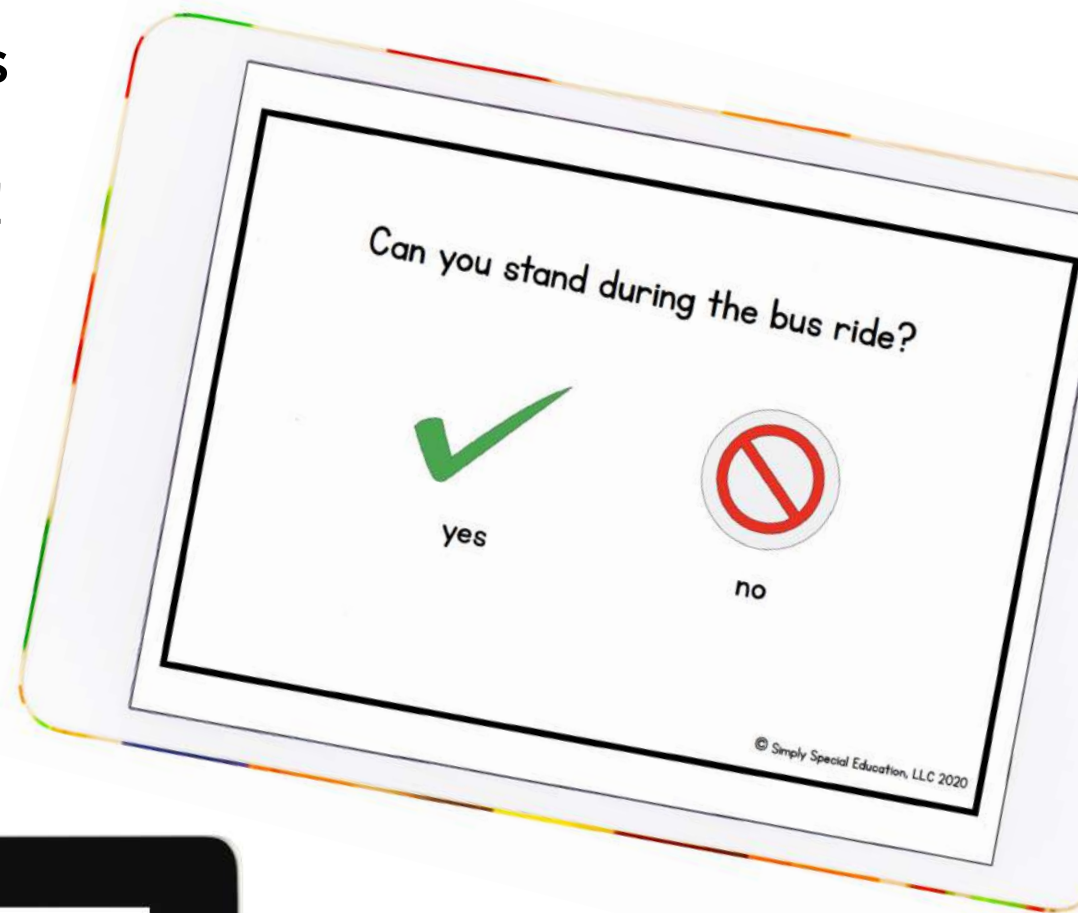 Can you stand during the bus ride?
yes
no
© Simply Special Education, LLC 2020